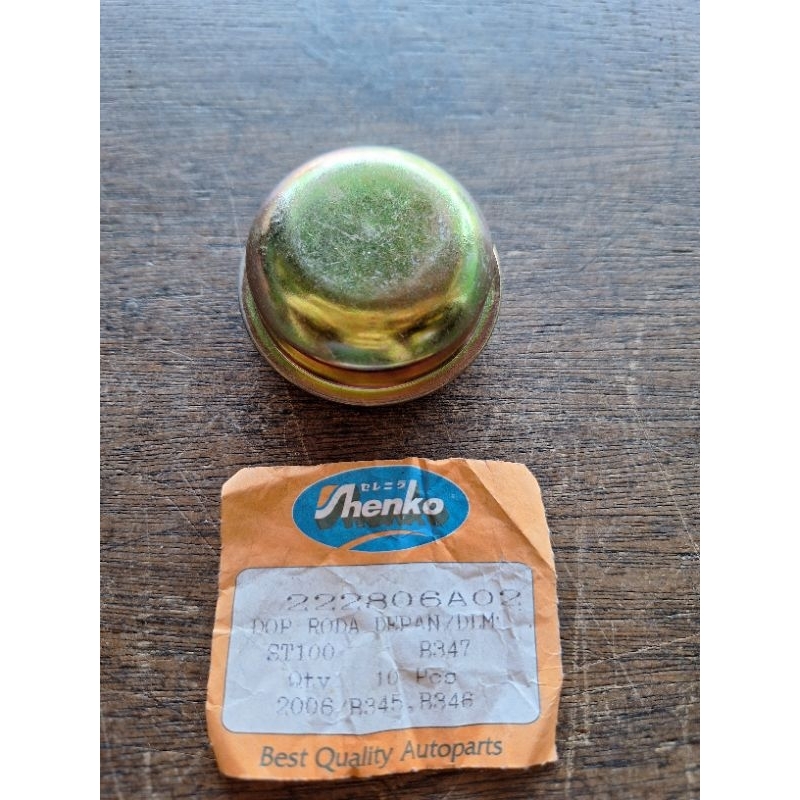 セレニク
Shenko
222806A02
DOP RODA DEPAN/DLM
ST100 B347
Qty 10 Pcs
2006/B345,B346
Best Quality Autoparts